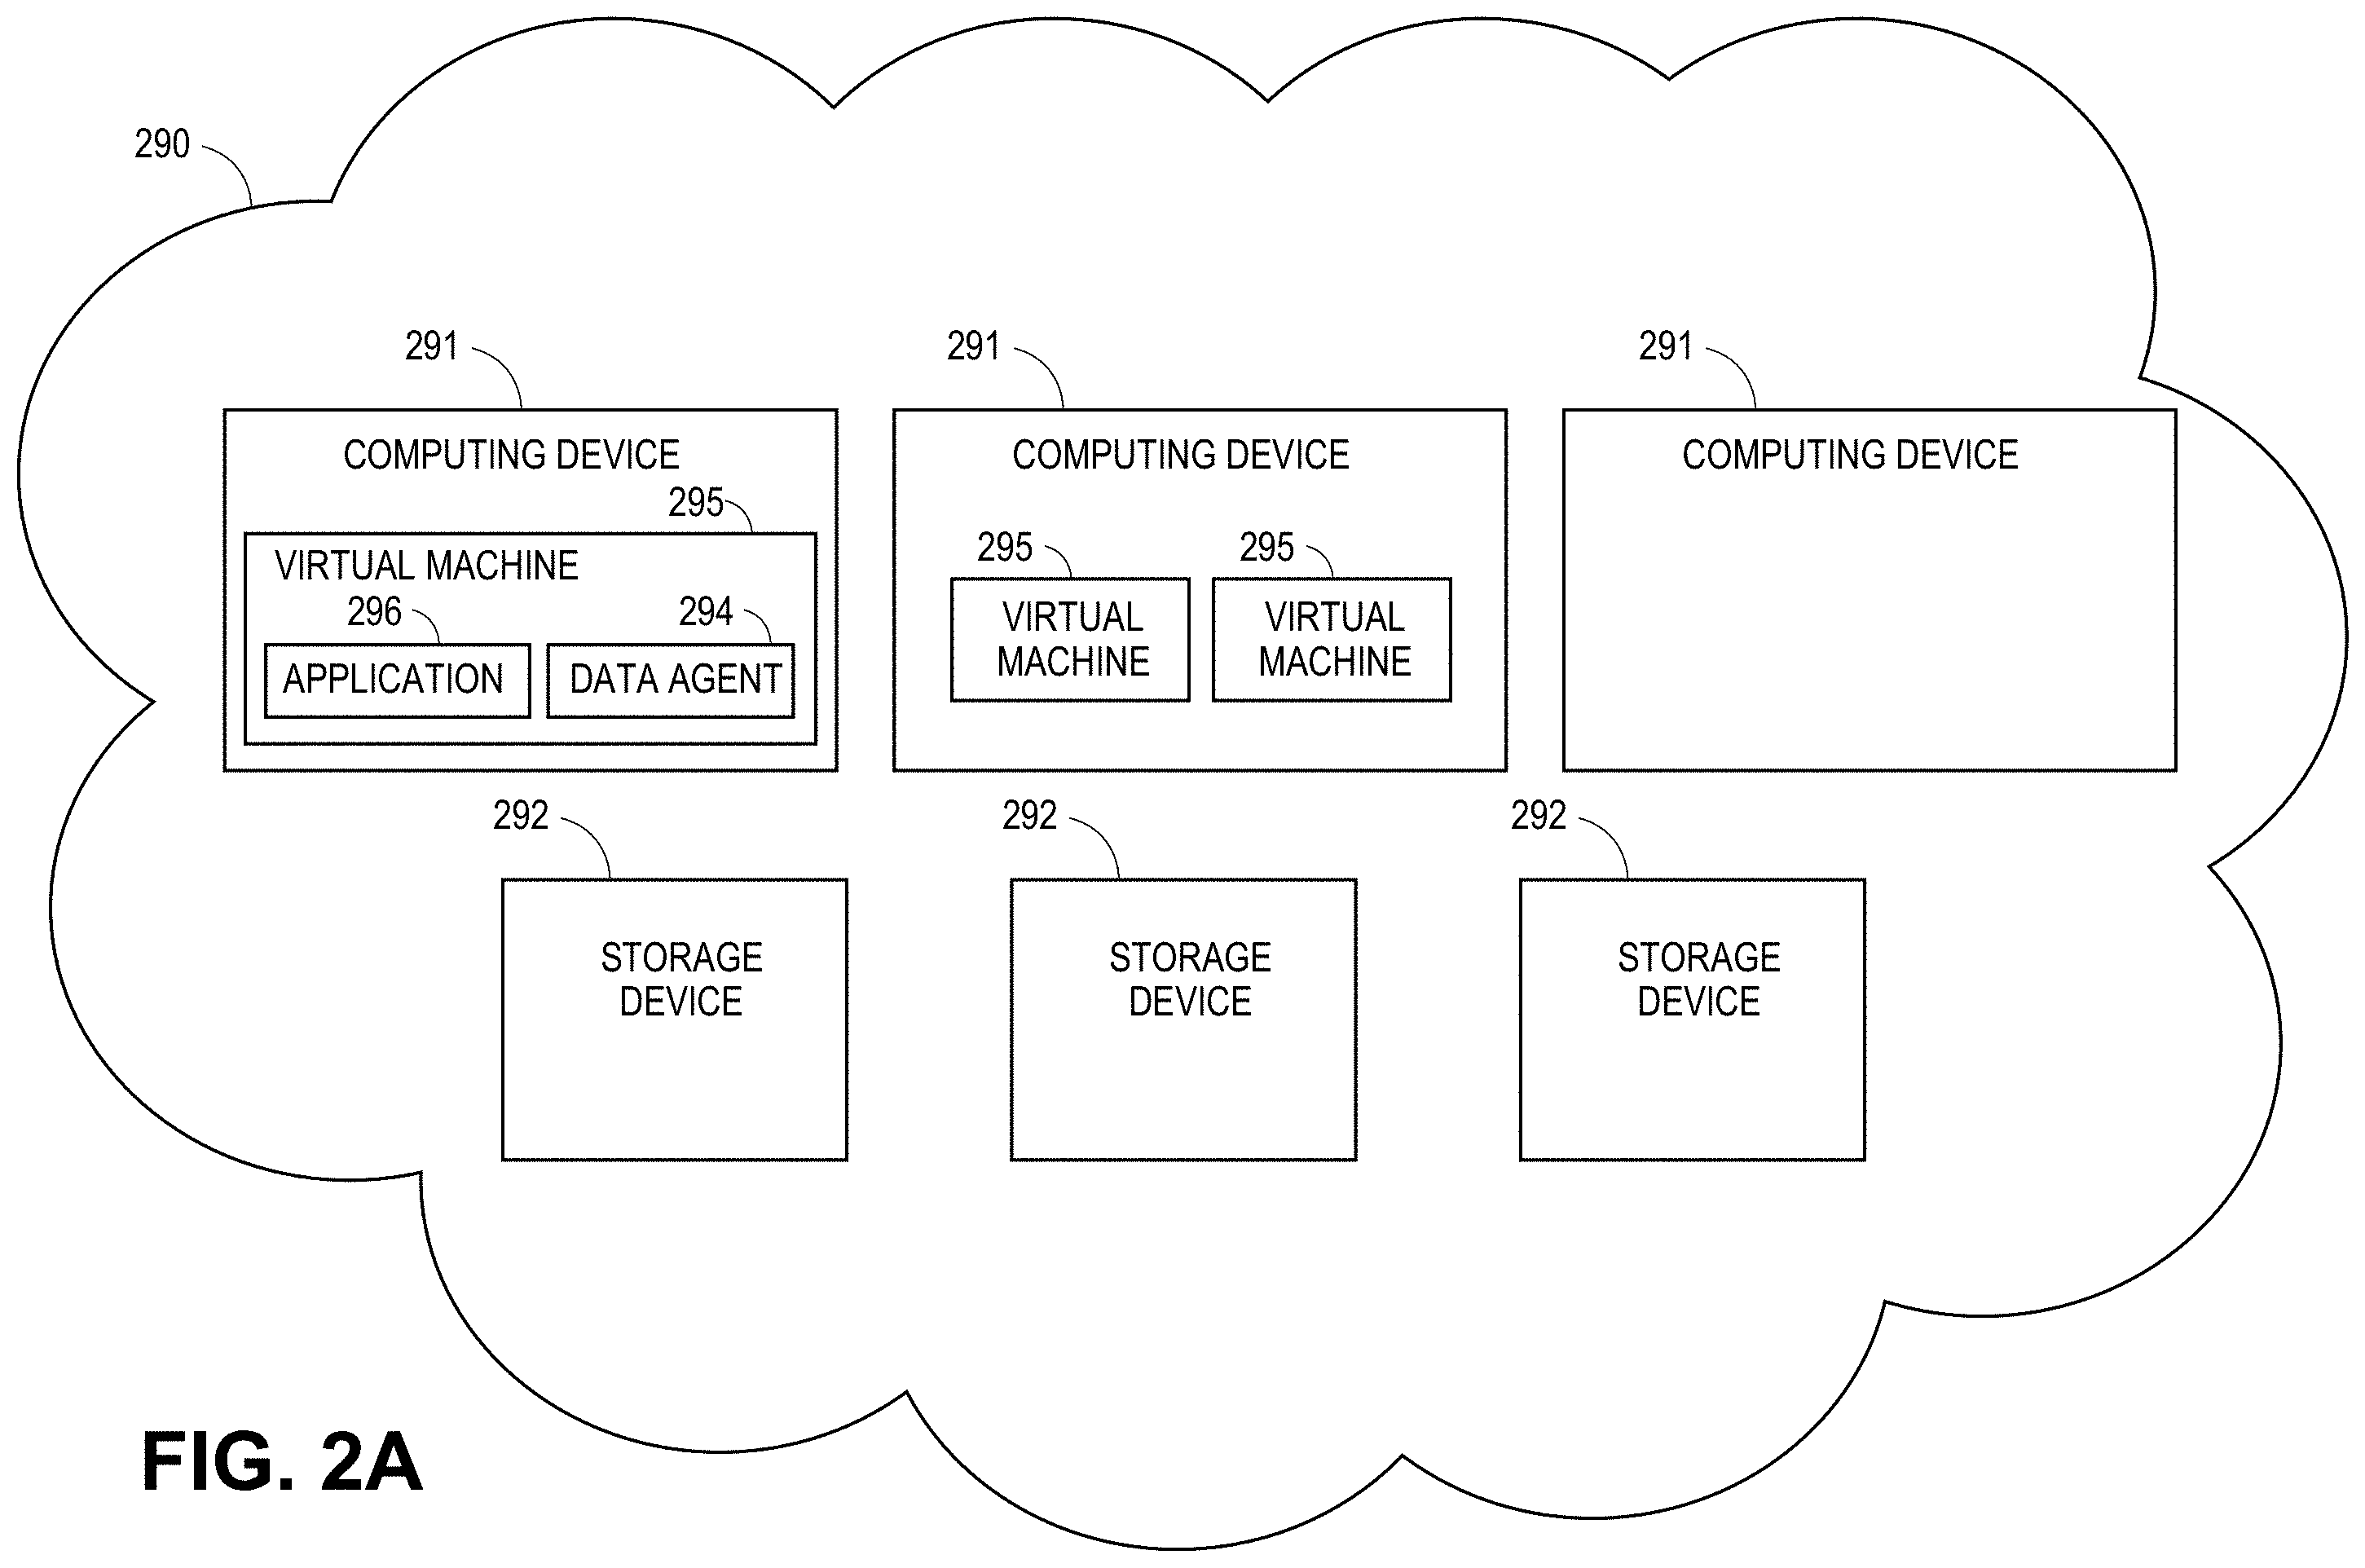 290
291
291
291
COMPUTING DEVICE
COMPUTING DEVICE
COMPUTING DEVICE
295
VIRTUAL MACHINE
296
294
APPLICATION
DATA AGENT
295
295
VIRTUAL
MACHINE
VIRTUAL
MACHINE
292
292
292
STORAGE
DEVICE
STORAGE
DEVICE
STORAGE
DEVICE
FIG. 2A